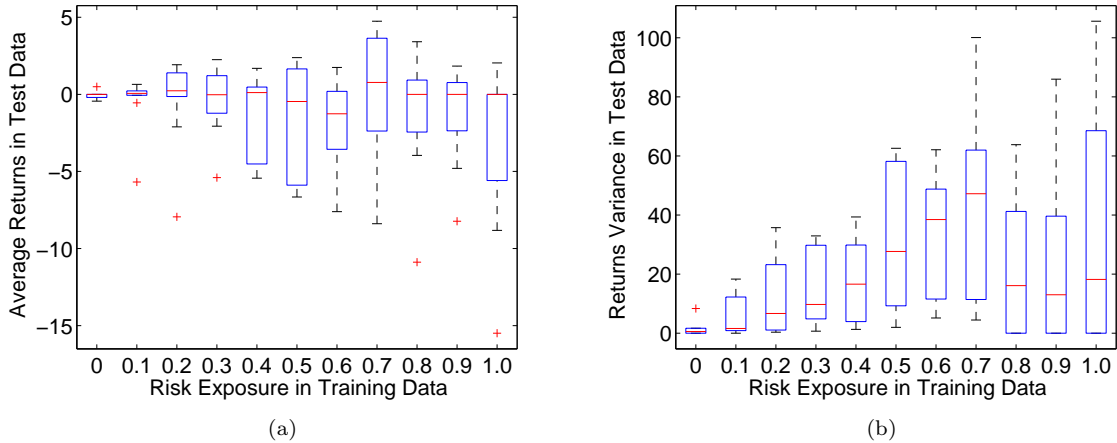 5
0
−5
−10
−15
Average Returns in Test Data
0 0.1 0.2 0.3 0.4 0.5 0.6 0.7 0.8 0.9 1.0
Risk Exposure in Training Data
(a)
100
80
60
40
20
0
Returns Variance in Test Data
0 0.1 0.2 0.3 0.4 0.5 0.6 0.7 0.8 0.9 1.0
Risk Exposure in Training Data
(b)